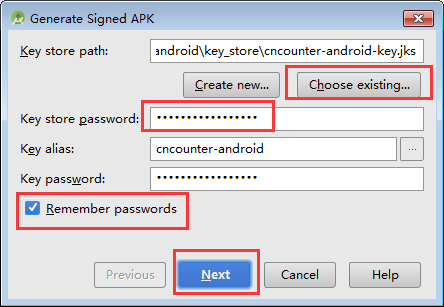 Generate Signed APK
Key store path: android\key_store\cncounter-android-key.jks
Create new... Choose existing...
Key store password: •••••••••••••••••
Key alias: cncounter-android ...
Key password: •••••••••••••••••
Remember passwords
Previous Next Cancel Help